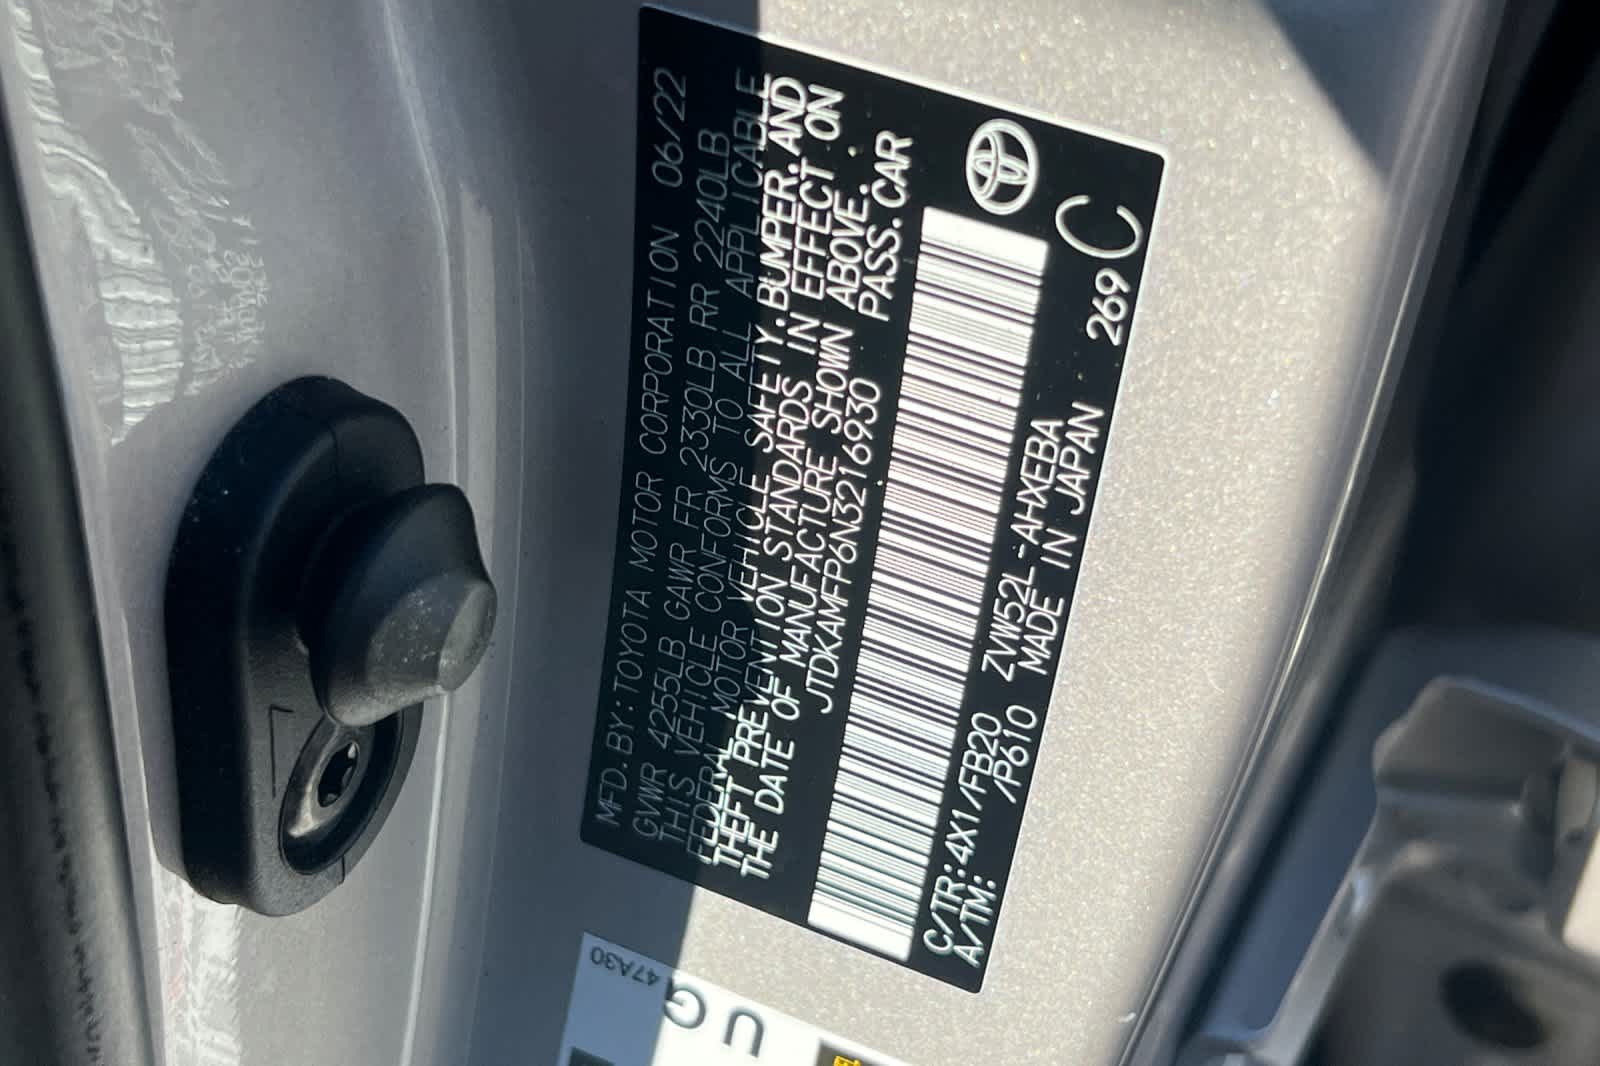 MFD. BY: TOYOTA MOTOR CORPORATION 06/22
GVWR 4255LB GAWR FR 2330LB RR 2240LB
THIS VEHICLE CONFORMS TO ALL APPLICABLE
FEDERAL MOTOR VEHICLE SAFETY, BUMPER, AND
THEFT PREVENTION STANDARDS IN EFFECT ON
THE DATE OF MANUFACTURE SHOWN ABOVE.
JTDKAMFP6N3216930 PASS. CAR
C/TR: 4X1/FB20 ZVW52L-AHXEBA
A/TM: /P610 MADE IN JAPAN 269 C
47A30